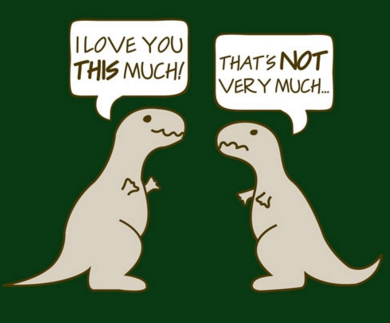 I LOVE YOU
THIS MUCH!
THAT'S NOT
VERY MUCH...